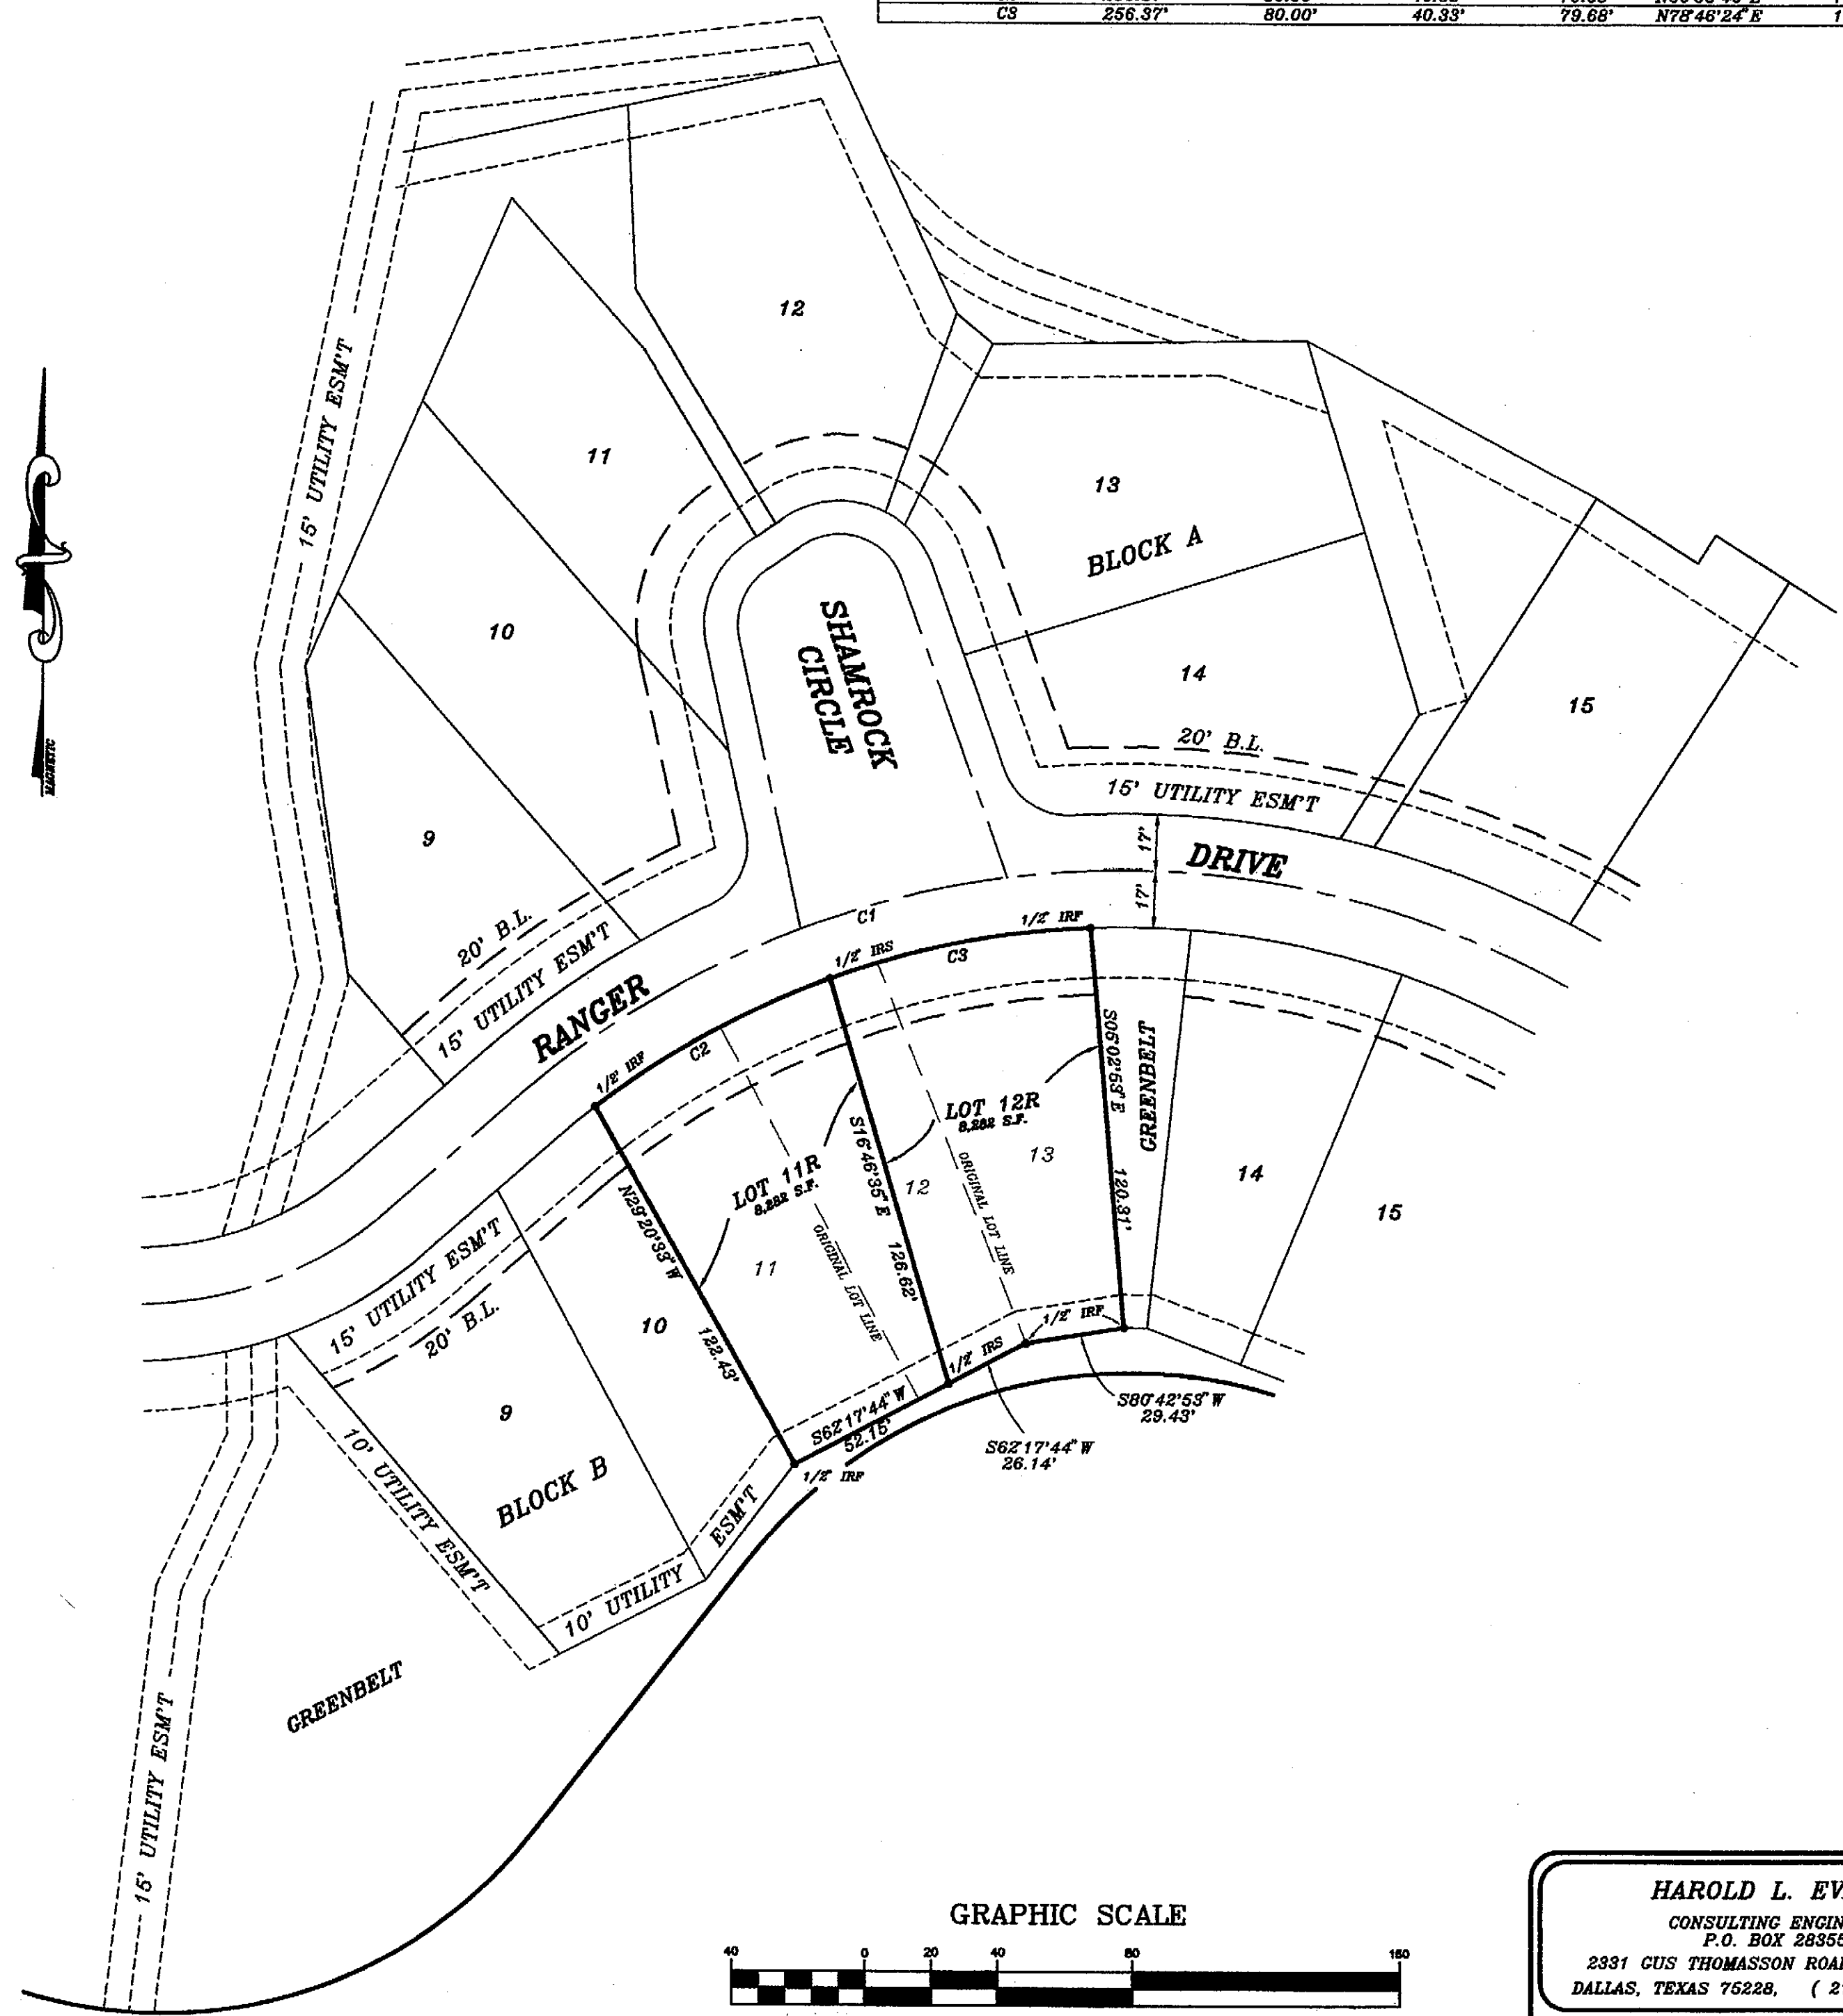 C3 256.37' 80.00' 40.33' 79.68' N78°46'24"E
12
15' UTILITY ESM'T
11
13
BLOCK A
10
SHAMROCK
CIRCLE
14
15
20' B.L.
15' UTILITY ESM'T
MAGNETIC
9
17'
DRIVE
17'
C1
20' B.L.
15' UTILITY ESM'T
1/2" IRF
1/2" IRS
C3
RANGER
C2
1/2" IRF
S05°02'53"E
120.81'
GREENBELT
LOT 12R
8,282 S.F.
S16°46'35"E
126.62'
13
ORIGINAL LOT LINE
12
14
LOT 11R
8,282 S.F.
N29°20'33"W
122.43'
15
11
ORIGINAL LOT LINE
15' UTILITY ESM'T
20' B.L.
10
1/2" IRF
1/2" IRS
S80°42'53"W
29.43'
S62°17'44"W
52.15'
S62°17'44"W
26.14'
9
1/2" IRF
BLOCK B
10' UTILITY ESM'T
10' UTILITY ESM'T
GREENBELT
15' UTILITY ESM'T
GRAPHIC SCALE
40 0 20 40 80 160
HAROLD L. EV
CONSULTING ENGIN
P.O. BOX 28355
2331 GUS THOMASSON ROA
DALLAS, TEXAS 75228, ( 2